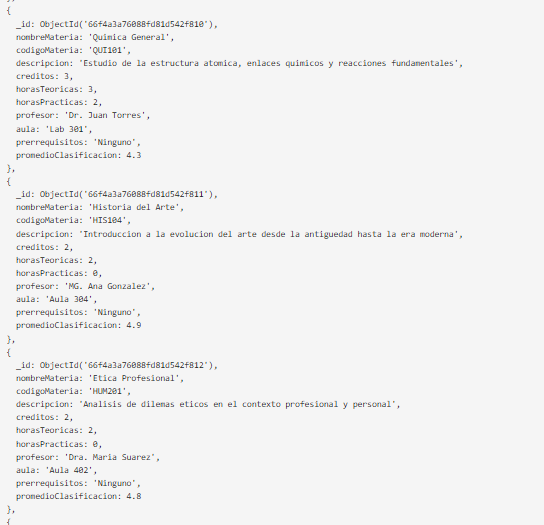 },
{
_id: ObjectId('66f4a3a76088fd81d542f810'),
nombreMateria: 'Quimica General',
codigoMateria: 'QUI101',
descripcion: 'Estudio de la estructura atomica, enlaces quimicos y reacciones fundamentales',
creditos: 3,
horasTeoricas: 3,
horasPracticas: 2,
profesor: 'Dr. Juan Torres',
aula: 'Lab 301',
prerrequisitos: 'Ninguno',
promedioClasificacion: 4.3
},
{
_id: ObjectId('66f4a3a76088fd81d542f811'),
nombreMateria: 'Historia del Arte',
codigoMateria: 'HIS104',
descripcion: 'Introduccion a la evolucion del arte desde la antiguedad hasta la era moderna',
creditos: 2,
horasTeoricas: 2,
horasPracticas: 0,
profesor: 'MG. Ana Gonzalez',
aula: 'Aula 304',
prerrequisitos: 'Ninguno',
promedioClasificacion: 4.9
},
{
_id: ObjectId('66f4a3a76088fd81d542f812'),
nombreMateria: 'Etica Profesional',
codigoMateria: 'HUM201',
descripcion: 'Analisis de dilemas eticos en el contexto profesional y personal',
creditos: 2,
horasTeoricas: 2,
horasPracticas: 0,
profesor: 'Dra. Maria Suarez',
aula: 'Aula 402',
prerrequisitos: 'Ninguno',
promedioClasificacion: 4.8
},
{